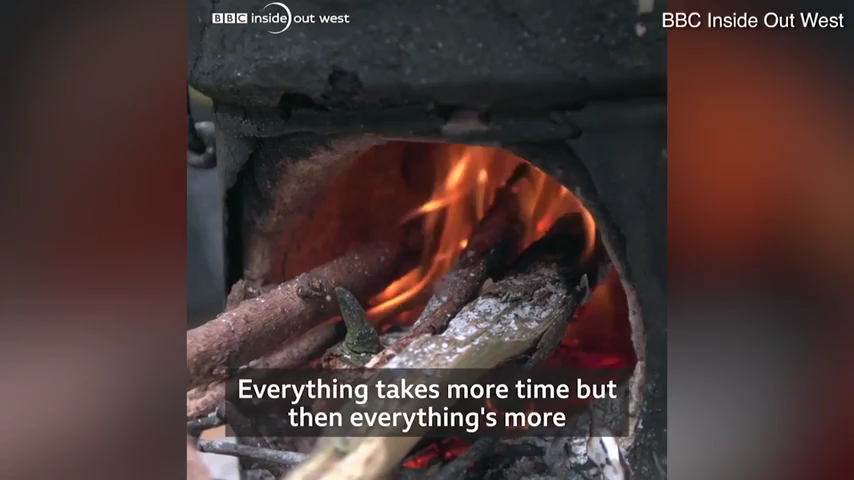 BBC inside out west
BBC Inside Out West
Everything takes more time but
then everything's more